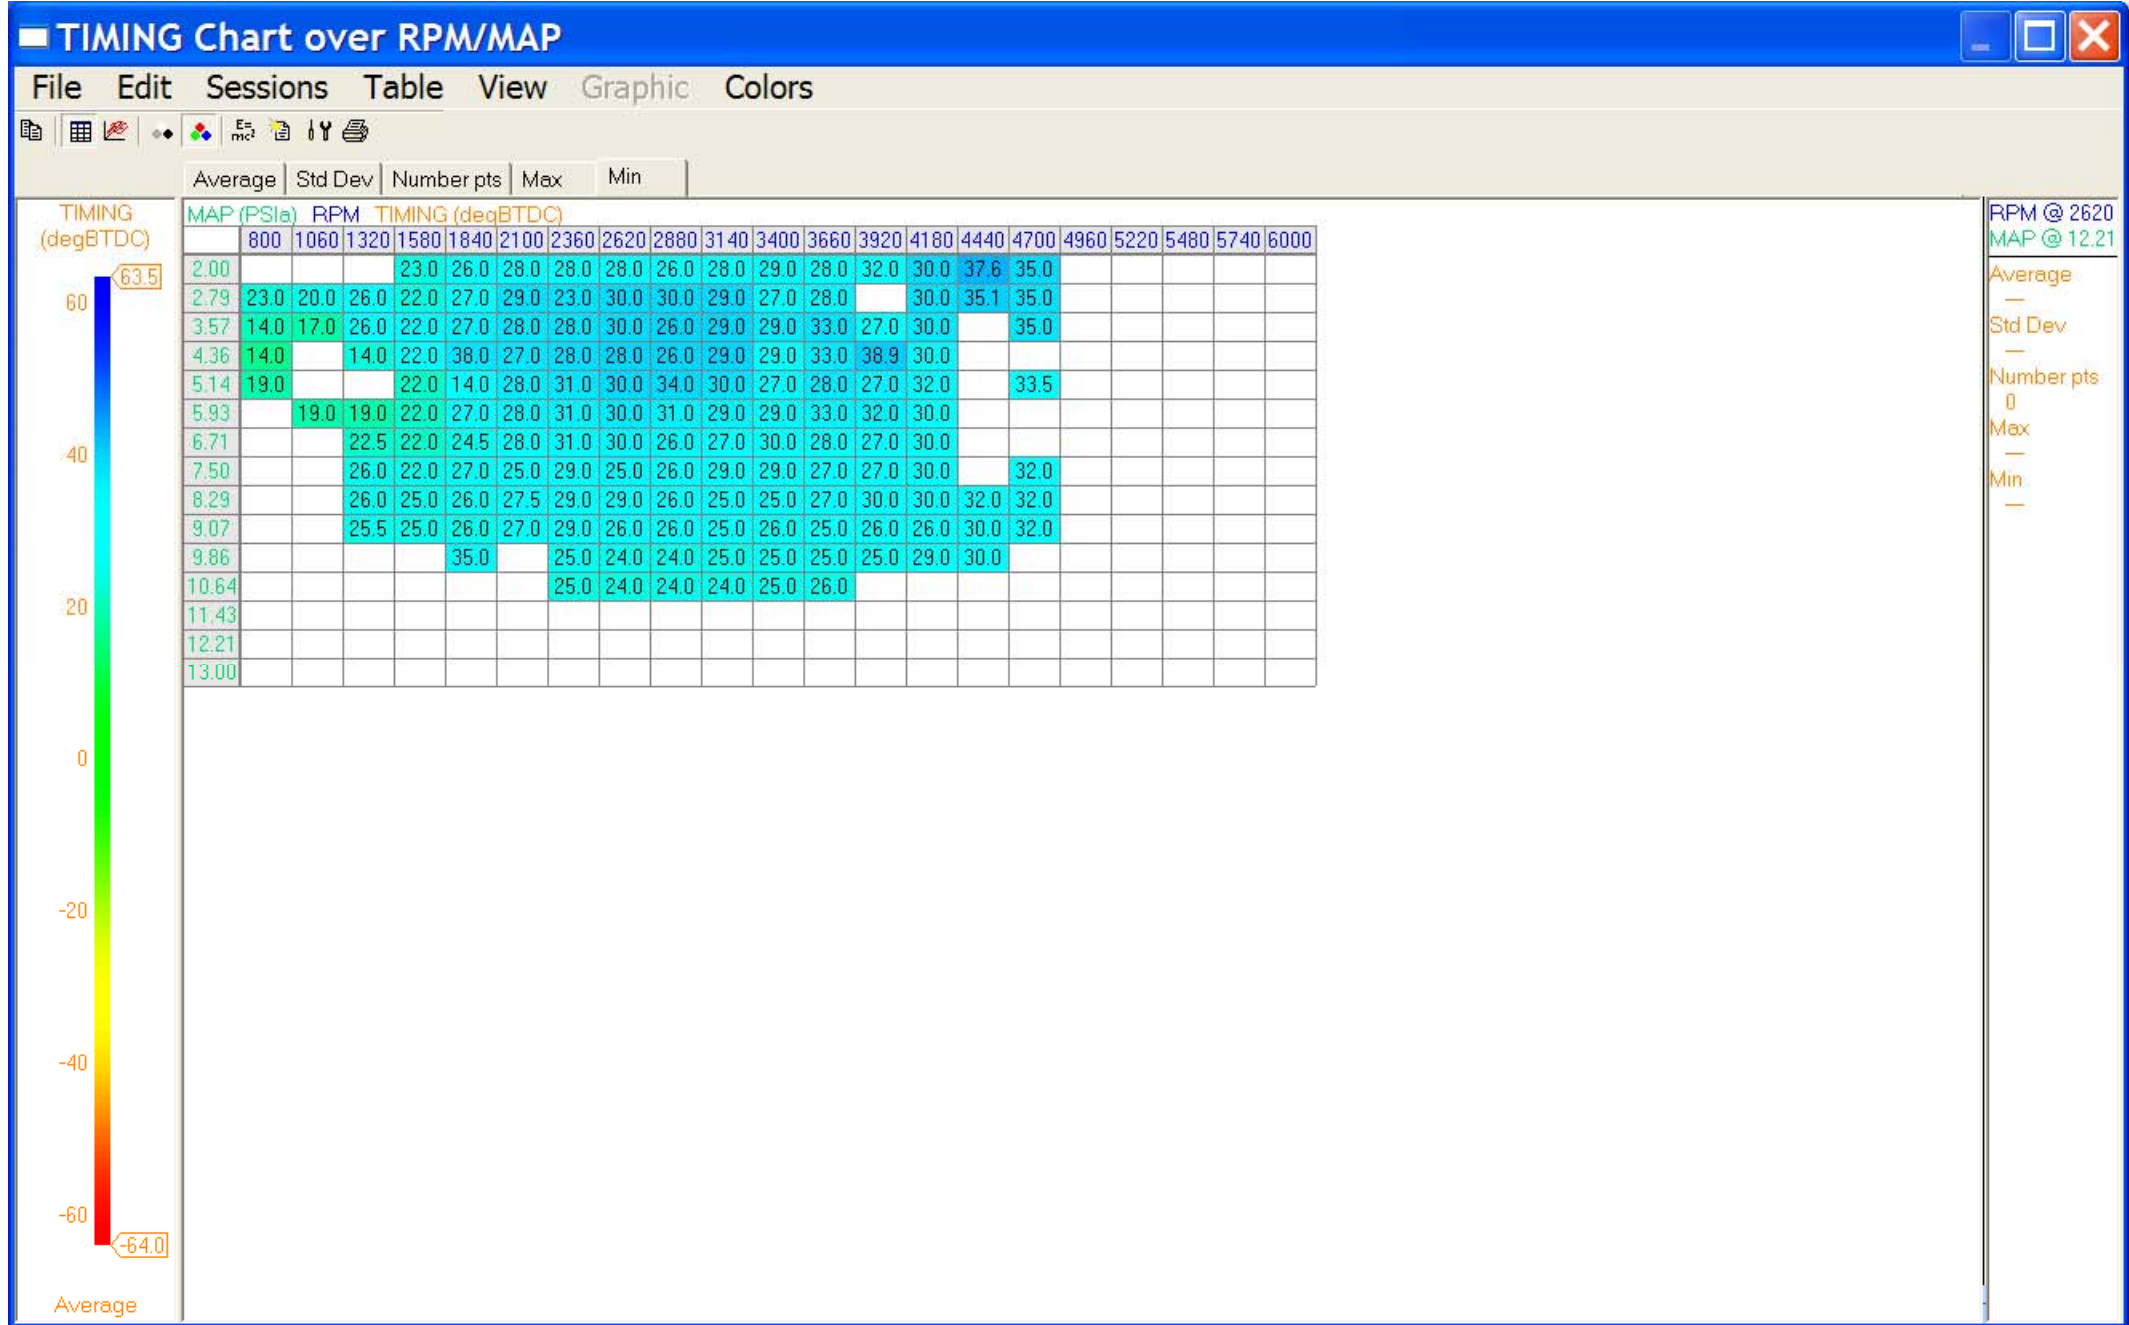 TIMING Chart over RPM/MAP
File Edit Sessions Table View Graphic Colors
E= mc²
Average Std Dev Number pts Max Min
TIMING
(degBTDC)
63.5
60
40
20
0
-20
-40
-60
-64.0
Average
MAP (PSIa) RPM TIMING (deqBTDC)
800 1060 1320 1580 1840 2100 2360 2620 2880 3140 3400 3660 3920 4180 4440 4700 4960 5220 5480 5740 6000
2.00 23.0 26.0 28.0 28.0 28.0 26.0 28.0 29.0 28.0 32.0 30.0 37.6 35.0
2.79 23.0 20.0 26.0 22.0 27.0 29.0 23.0 30.0 30.0 29.0 27.0 28.0 30.0 35.1 35.0
3.57 14.0 17.0 26.0 22.0 27.0 28.0 28.0 30.0 26.0 29.0 29.0 33.0 27.0 30.0 35.0
4.36 14.0 14.0 22.0 38.0 27.0 28.0 28.0 26.0 29.0 29.0 33.0 38.9 30.0
5.14 19.0 22.0 14.0 28.0 31.0 30.0 34.0 30.0 27.0 28.0 27.0 32.0 33.5
5.93 19.0 19.0 22.0 27.0 28.0 31.0 30.0 31.0 29.0 29.0 33.0 32.0 30.0
6.71 22.5 22.0 24.5 28.0 31.0 30.0 26.0 27.0 30.0 28.0 27.0 30.0
7.50 26.0 22.0 27.0 25.0 29.0 25.0 26.0 29.0 29.0 27.0 27.0 30.0 32.0
8.29 26.0 25.0 26.0 27.5 29.0 29.0 26.0 25.0 25.0 27.0 30.0 30.0 32.0 32.0
9.07 25.5 25.0 26.0 27.0 29.0 26.0 26.0 25.0 26.0 25.0 26.0 26.0 30.0 32.0
9.86 35.0 25.0 24.0 24.0 25.0 25.0 25.0 25.0 29.0 30.0
10.64 25.0 24.0 24.0 24.0 25.0 26.0
11.43
12.21
13.00
RPM @ 2620
MAP @ 12.21
Average
—
Std Dev
—
Number pts
0
Max
—
Min
—